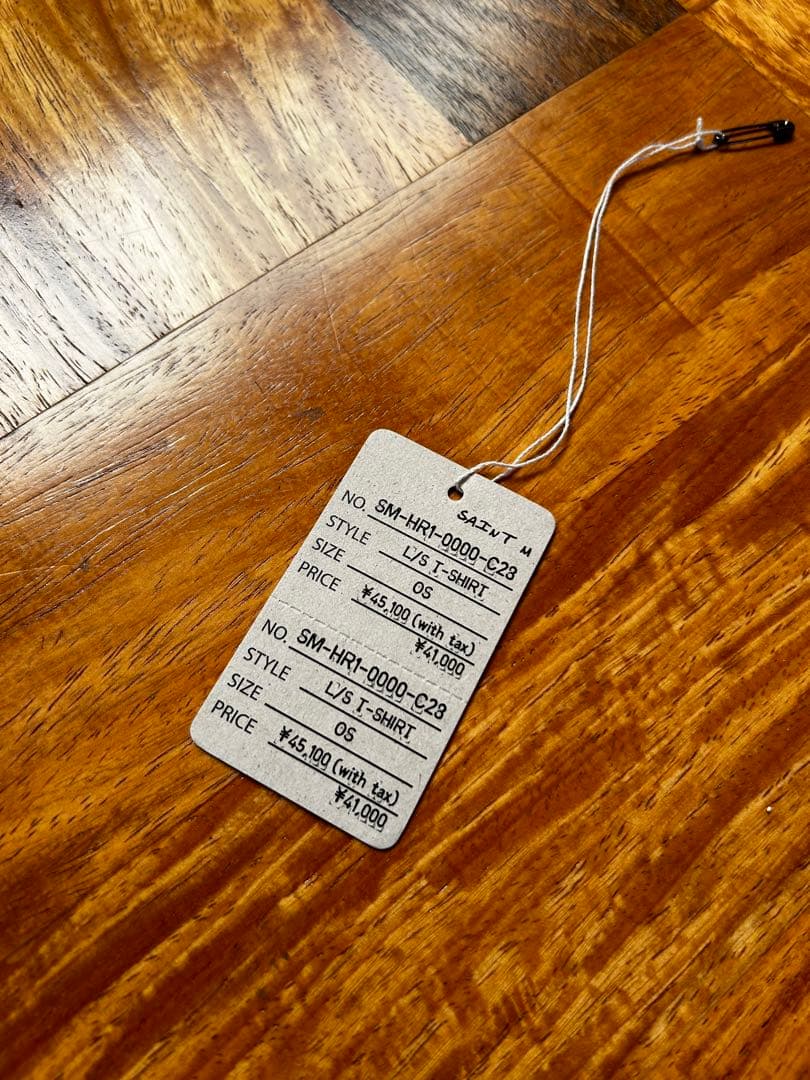 SAINT M
NO. SM-HR1-0000-C28
STYLE L/S T-SHIRT
SIZE OS
PRICE ¥45,100 (with tax)
¥41,000
NO. SM-HR1-0000-C28
STYLE L/S T-SHIRT
SIZE OS
PRICE ¥45,100 (with tax)
¥41,000